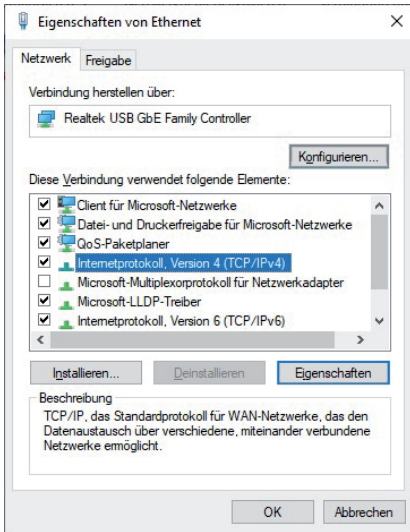 Eigenschaften von Ethernet
Netzwerk Freigabe
Verbindung herstellen über:
Realtek USB GbE Family Controller
Konfigurieren...
Diese Verbindung verwendet folgende Elemente:
Client für Microsoft-Netzwerke
Datei- und Druckerfreigabe für Microsoft-Netzwerke
QoS-Paketplaner
Internetprotokoll, Version 4 (TCP/IPv4)
Microsoft-Multiplexorprotokoll für Netzwerkadapter
Microsoft-LLDP-Treiber
Internetprotokoll, Version 6 (TCP/IPv6)
Installieren... Deinstallieren Eigenschaften
Beschreibung
TCP/IP, das Standardprotokoll für WAN-Netzwerke, das den
Datenaustausch über verschiedene, miteinander verbundene
Netzwerke ermöglicht.
OK Abbrechen